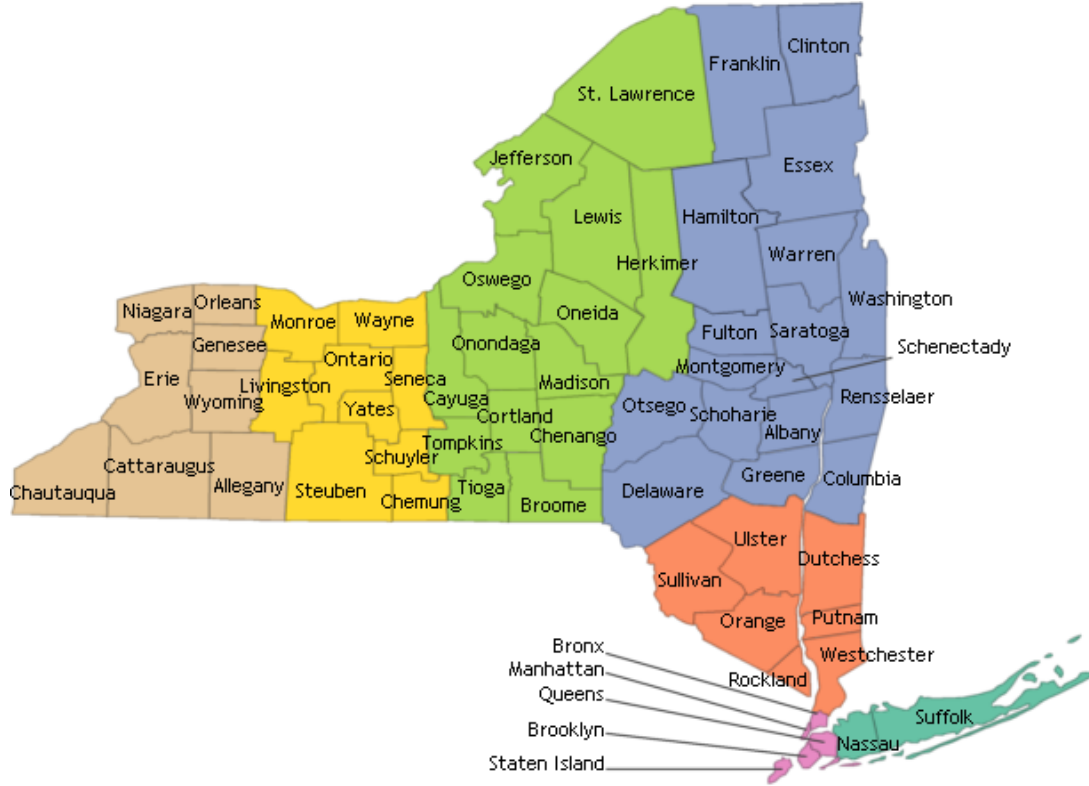 Clinton
Franklin
St. Lawrence
Jefferson
Essex
Lewis
Hamilton
Warren
Herkimer
Oswego
Washington
Orleans
Niagara
Oneida
Monroe
Wayne
Fulton
Saratoga
Genesee
Onondaga
Schenectady
Ontario
Montgomery
Erie
Seneca
Madison
Livingston
Rensselaer
Wyoming
Cayuga
Yates
Otsego
Cortland
Schoharie
Albany
Chenango
Tompkins
Schuyler
Cattaraugus
Greene
Columbia
Chautauqua
Allegany
Steuben
Tioga
Delaware
Chemung
Broome
Ulster
Dutchess
Sullivan
Putnam
Orange
Bronx
Westchester
Manhattan
Rockland
Queens
Suffolk
Brooklyn
Nassau
Staten Island